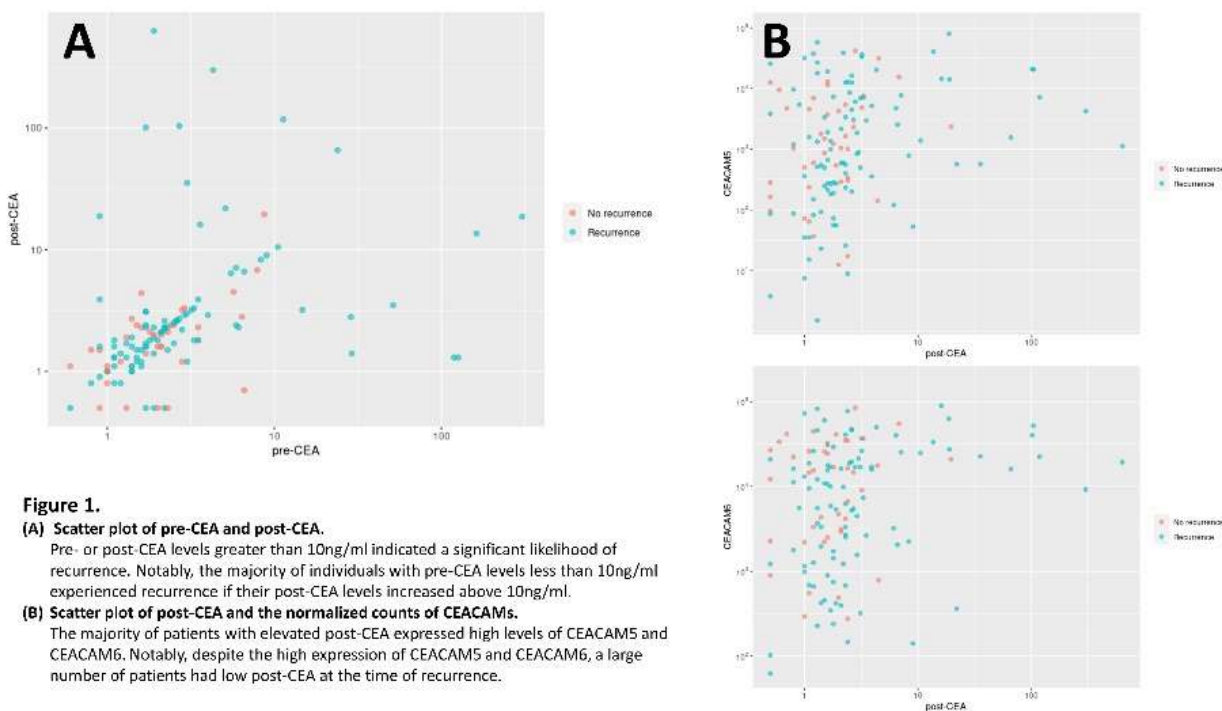 A
100
10
1
post-CEA
1
10
100
pre-CEA
No recurrence
Recurrence
Figure 1.
(A) Scatter plot of pre-CEA and post-CEA.
Pre- or post-CEA levels greater than 10ng/ml indicated a significant likelihood of
recurrence. Notably, the majority of individuals with pre-CEA levels less than 10ng/ml
experienced recurrence if their post-CEA levels increased above 10ng/ml.
(B) Scatter plot of post-CEA and the normalized counts of CEACAMs.
The majority of patients with elevated post-CEA expressed high levels of CEACAM5 and
CEACAM6. Notably, despite the high expression of CEACAM5 and CEACAM6, a large
number of patients had low post-CEA at the time of recurrence.
B
CEACAM5
1
10
100
post-CEA
No recurrence
Recurrence
CEACAM6
1
10
100
post-CEA
No recurrence
Recurrence